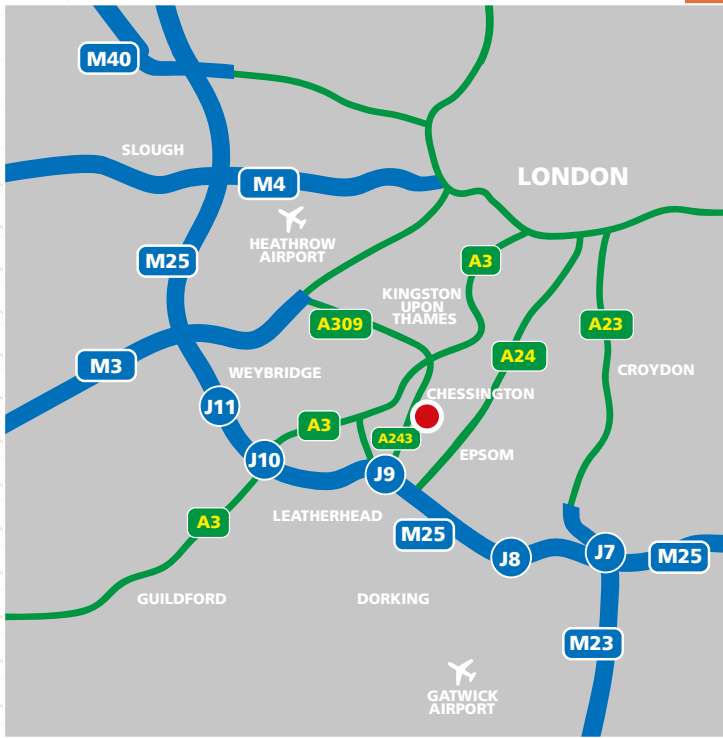 M40
SLOUGH
LONDON
M4
HEATHROW
AIRPORT
M25
A3
KINGSTON
UPON
THAMES
A309
A23
A24
M3
WEYBRIDGE
CROYDON
CHESSINGTON
J11
A3
A243
J10
EPSOM
J9
LEATHERHEAD
A3
M25
J8
J7
M25
GUILDFORD
DORKING
M23
GATWICK
AIRPORT